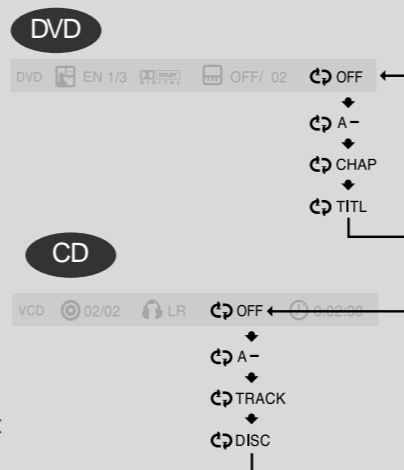 DVD
DVD EN 1/3 DOLBY DIGITAL OFF/ 02 OFF
A-
CHAP
TITL
CD
VCD 02/02 LR OFF 0:02:30
A-
TRACK
DISC